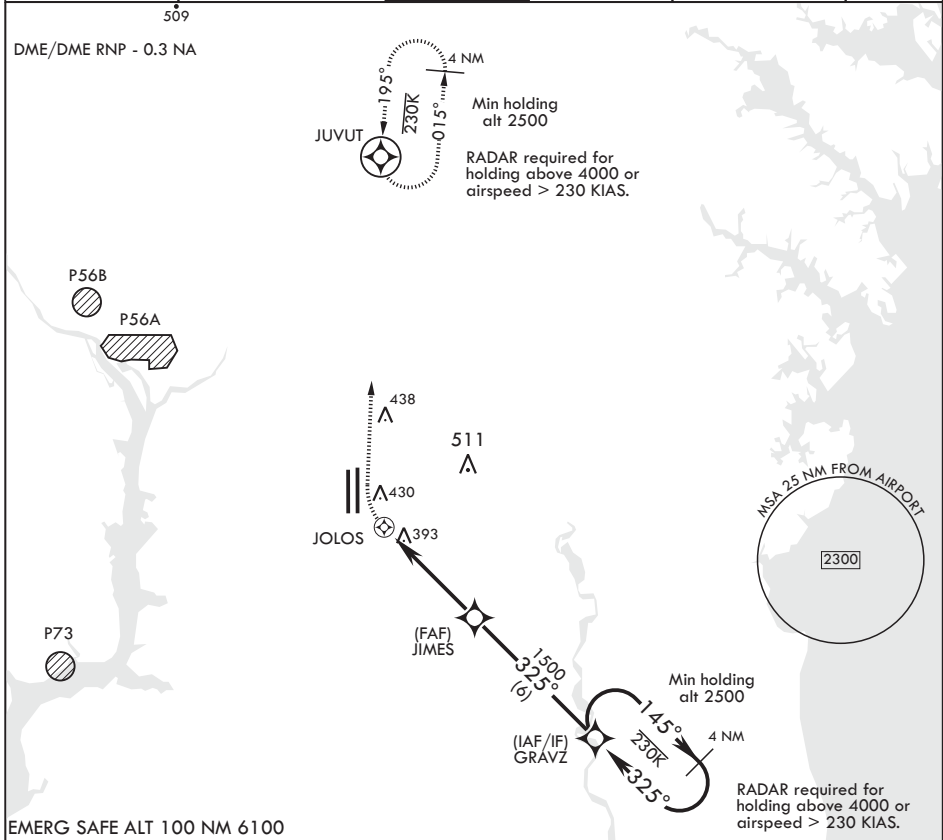 509
DME/DME RNP - 0.3 NA
4 NM
195°
230K
015°
Min holding
alt 2500
JUVUT
RADAR required for
holding above 4000 or
airspeed > 230 KIAS.
P56B
P56A
438
511
430
MSA 25 NM FROM AIRPORT
2300
JOLOS
393
(FAF)
JIMES
P73
1500
325°
(6)
Min holding
alt 2500
145°
4 NM
230K
(IAF/IF)
GRAVZ
325°
RADAR required for
holding above 4000 or
airspeed > 230 KIAS.
EMERG SAFE ALT 100 NM 6100